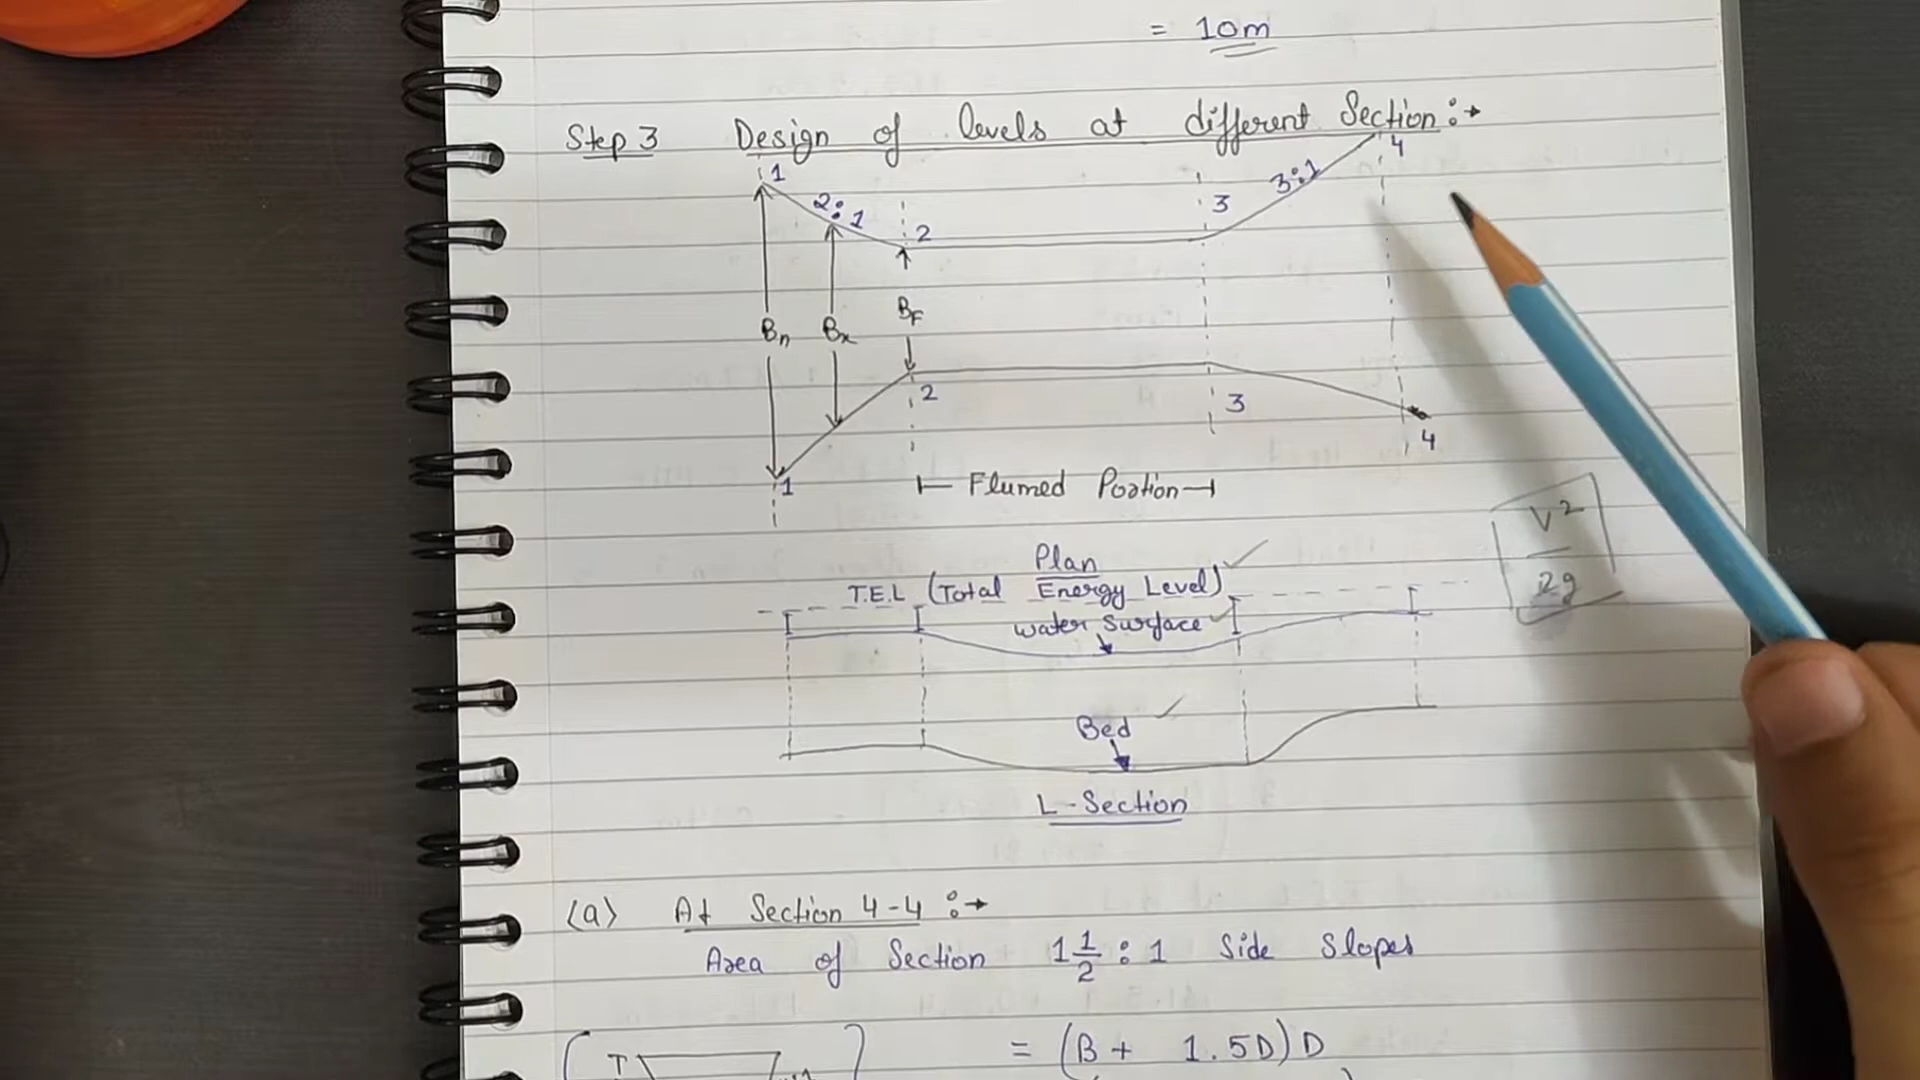 = 10m
Step 3 Design of levels at different Section :→
1 4
2:1 3:1
2 3
Bn Bx BF
2 3
1 4
Flumed Portion
Plan
T.E.L (Total Energy Level)
water surface
V²/2g
Bed
L-Section
(a) At Section 4-4 :→
Area of Section 1 1/2 : 1 Side Slopes
= (B + 1.5D) D
T